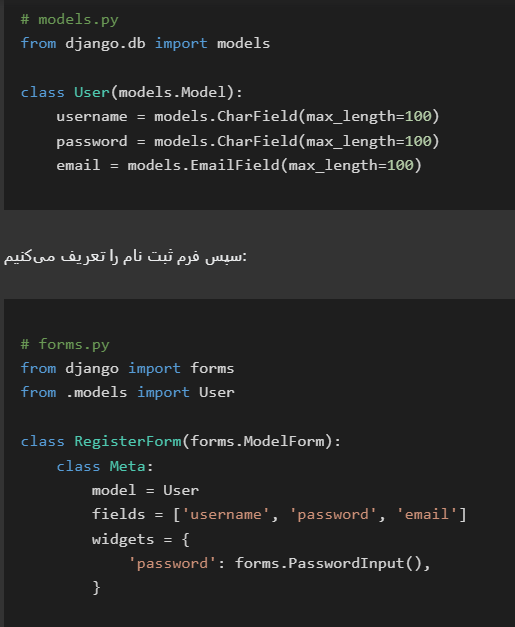 # models.py
from django.db import models
class User(models.Model):
    username = models.CharField(max_length=100)
    password = models.CharField(max_length=100)
    email = models.EmailField(max_length=100)
سپس فرم ثبت نام را تعریف می‌کنیم:
# forms.py
from django import forms
from .models import User
class RegisterForm(forms.ModelForm):
    class Meta:
        model = User
        fields = ['username', 'password', 'email']
        widgets = {
            'password': forms.PasswordInput(),
        }